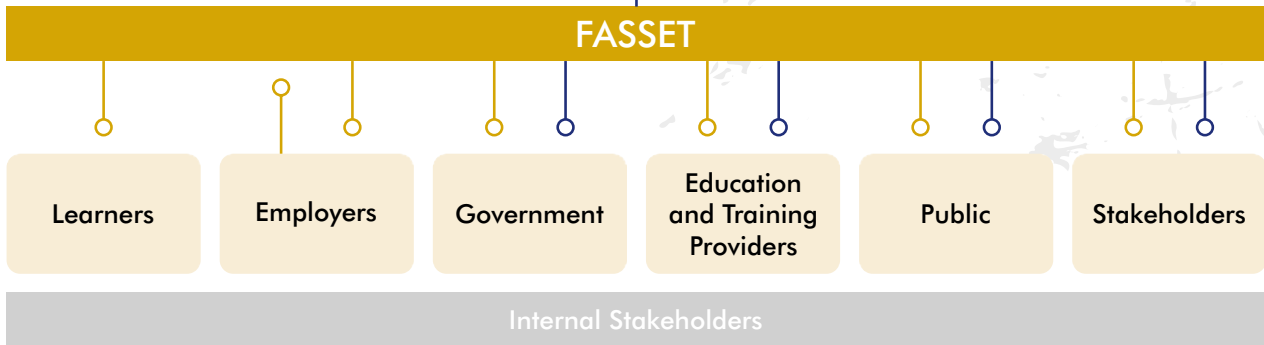 FASSET
Learners
Employers
Government
Education
and Training
Providers
Public
Stakeholders
Internal Stakeholders